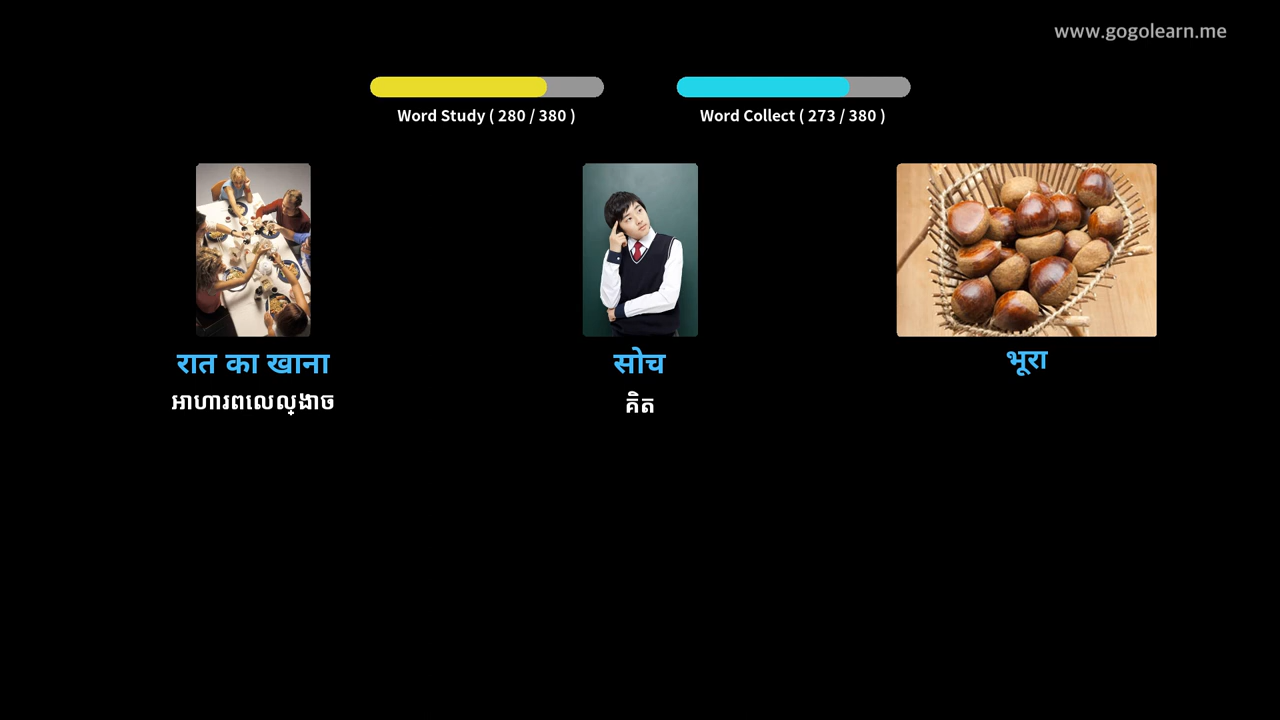 www.gogolearn.me
Word Study ( 280 / 380 )
Word Collect ( 273 / 380 )
रात का खाना
सोच
भूरा
អាហារពលេល្ងាច
គិត